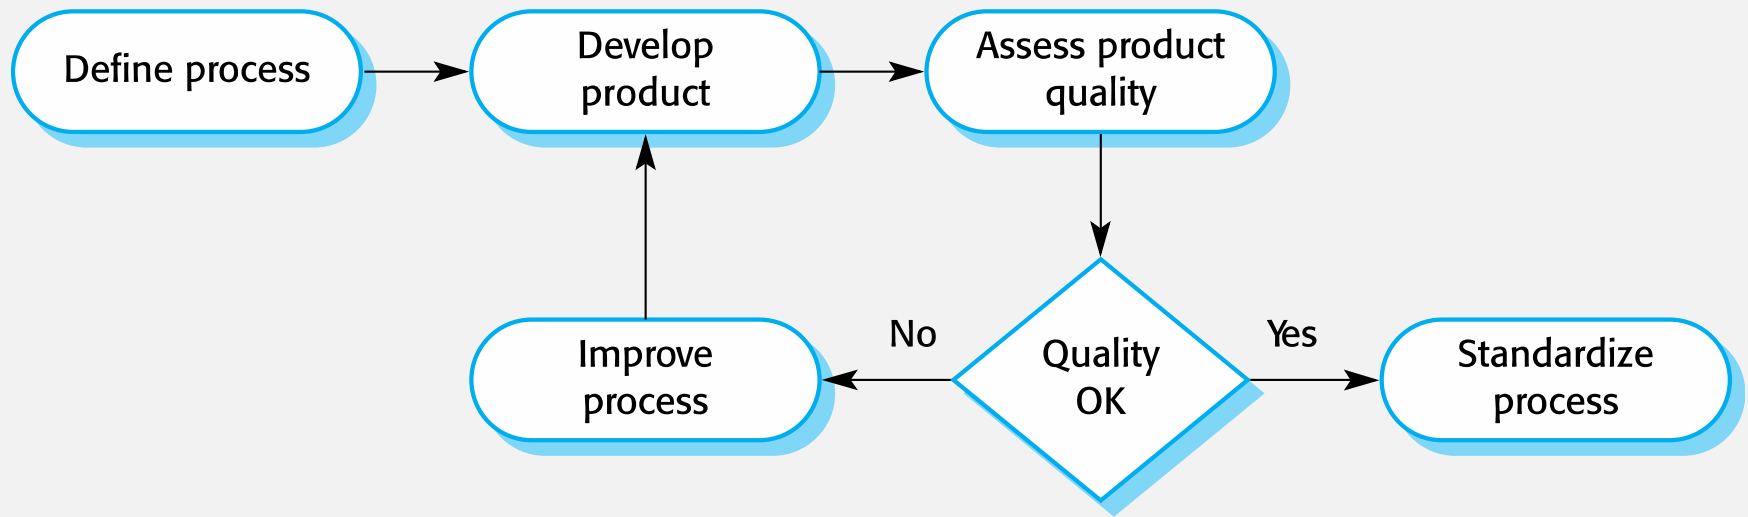 Define process
Develop
product
Assess product
quality
No
Yes
Improve
process
Quality
OK
Standardize
process